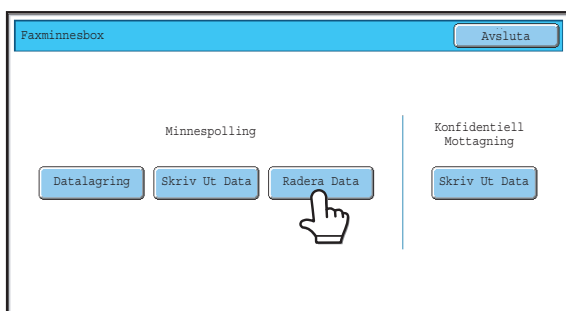 Faxminnesbox
Avsluta
Minnespolling
Datalagring
Skriv Ut Data
Radera Data
Konfidentiell
Mottagning
Skriv Ut Data